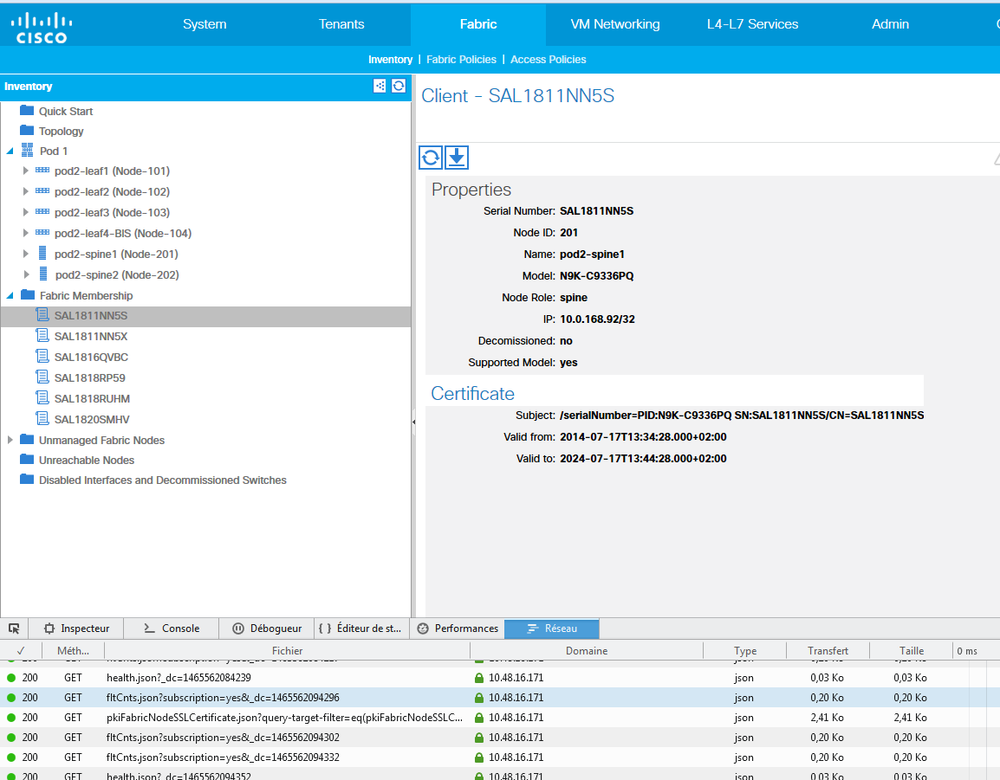 CISCO
System
Tenants
Fabric
VM Networking
L4-L7 Services
Admin
Inventory | Fabric Policies | Access Policies
Inventory
Quick Start
Topology
Pod 1
pod2-leaf1 (Node-101)
pod2-leaf2 (Node-102)
pod2-leaf3 (Node-103)
pod2-leaf4-BIS (Node-104)
pod2-spine1 (Node-201)
pod2-spine2 (Node-202)
Fabric Membership
SAL1811NN5S
SAL1811NN5X
SAL1816QVBC
SAL1818RP59
SAL1818RUHM
SAL1820SMHV
Unmanaged Fabric Nodes
Unreachable Nodes
Disabled Interfaces and Decommissioned Switches
Client - SAL1811NN5S
Properties
Serial Number: SAL1811NN5S
Node ID: 201
Name: pod2-spine1
Model: N9K-C9336PQ
Node Role: spine
IP: 10.0.168.92/32
Decomissioned: no
Supported Model: yes
Certificate
Subject: /serialNumber=PID:N9K-C9336PQ SN:SAL1811NN5S/CN=SAL1811NN5S
Valid from: 2014-07-17T13:34:28.000+02:00
Valid to: 2024-07-17T13:44:28.000+02:00
Inspecteur
Console
Débogueur
{ } Éditeur de st...
Performances
Réseau
✓ Méth... Fichier Domaine Type Transfert Taille 0 ms
200 GET health.json?_dc=1465562084239 10.48.16.171 json 0,03 Ko 0,03 Ko
200 GET fltCnts.json?subscription=yes&_dc=1465562094296 10.48.16.171 json 0,20 Ko 0,20 Ko
200 GET pkiFabricNodeSSLCertificate.json?query-target-filter=eq(pkiFabricNodeSSLC... 10.48.16.171 json 2,41 Ko 2,41 Ko
200 GET fltCnts.json?subscription=yes&_dc=1465562094302 10.48.16.171 json 0,20 Ko 0,20 Ko
200 GET fltCnts.json?subscription=yes&_dc=1465562094332 10.48.16.171 json 0,20 Ko 0,20 Ko
200 GET health.json?_dc=1465562094352 10.48.16.171 json 0,03 Ko 0,03 Ko